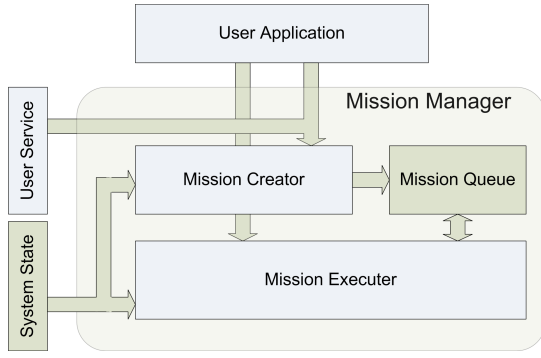 User Application
Mission Manager
User Service
Mission Creator
Mission Queue
System State
Mission Executer